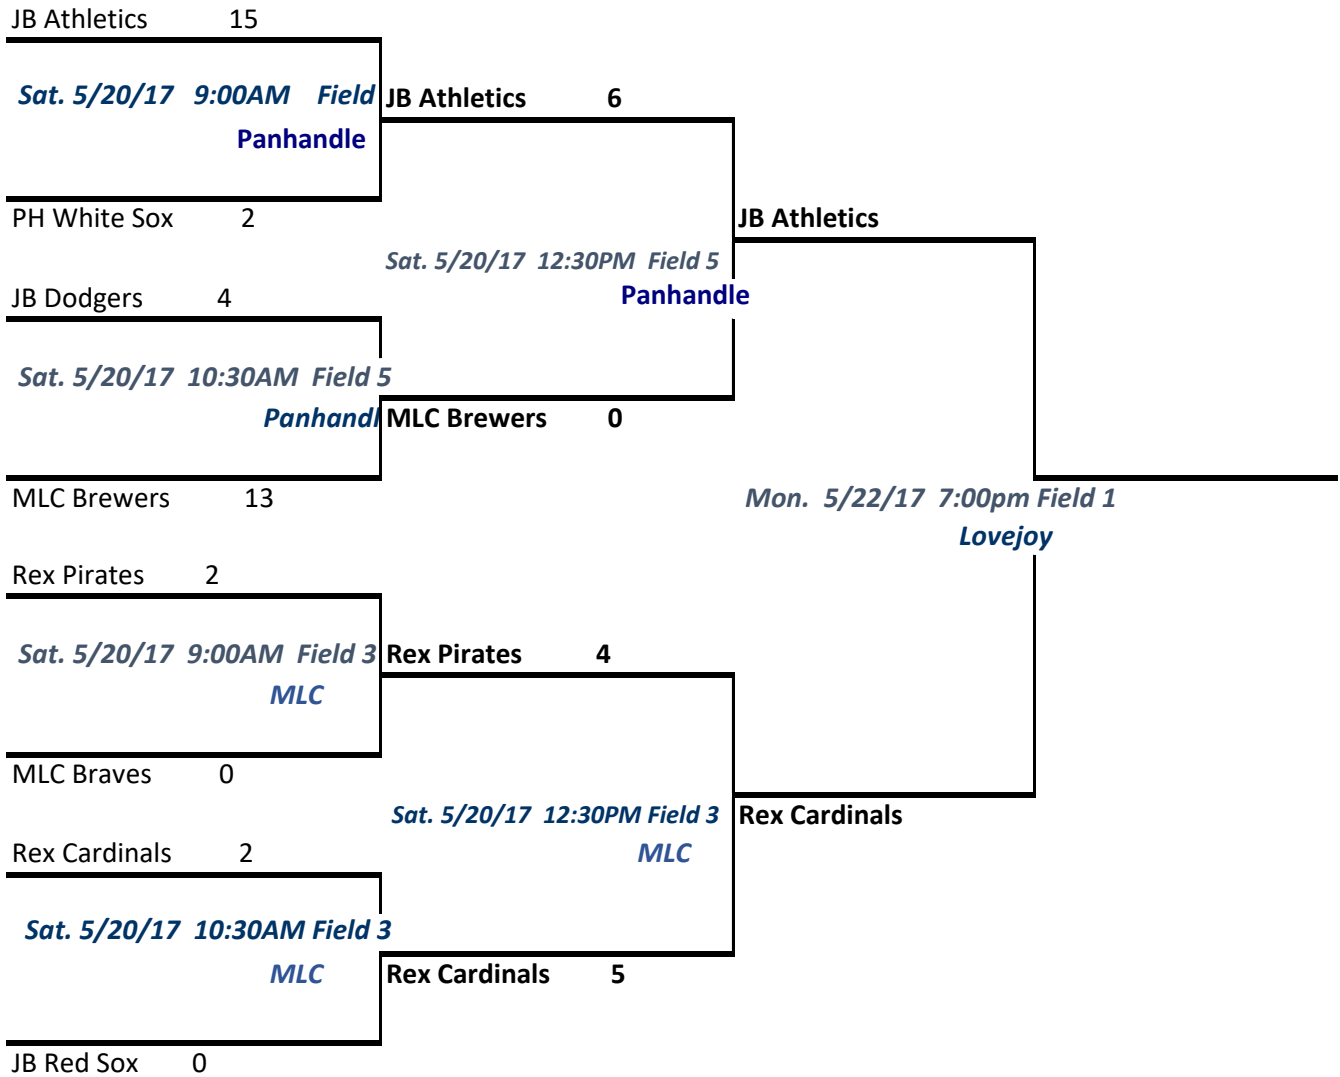 JB Athletics 15
Sat. 5/20/17 9:00AM Field
JB Athletics 6
Panhandle
PH White Sox 2
JB Athletics
Sat. 5/20/17 12:30PM Field 5
Panhandle
JB Dodgers 4
Sat. 5/20/17 10:30AM Field 5
Panhandl
MLC Brewers 0
MLC Brewers 13
Mon. 5/22/17 7:00pm Field 1
Lovejoy
Rex Pirates 2
Sat. 5/20/17 9:00AM Field 3
Rex Pirates 4
MLC
MLC Braves 0
Sat. 5/20/17 12:30PM Field 3
Rex Cardinals
MLC
Rex Cardinals 2
Sat. 5/20/17 10:30AM Field 3
MLC
Rex Cardinals 5
JB Red Sox 0